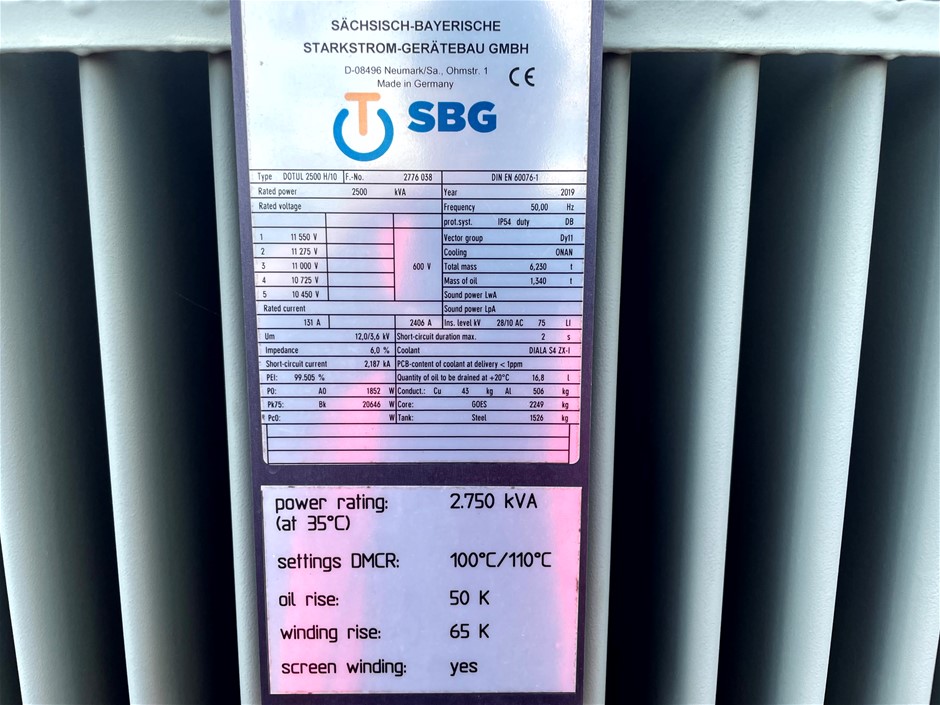 SÄCHSISCH-BAYERISCHE
STARKSTROM-GERÄTEBAU GMBH
D-08496 Neumark/Sa., Ohmstr. 1
Made in Germany CE
SBG
Type DOTUL 2500 H/10 F.-No. 2776 038 DIN EN 60076-1
Rated power 2500 kVA Year 2019
Rated voltage Frequency 50,00 Hz
prot.syst. IP54 duty DB
1 11 550 V Vector group Dy11
2 11 275 V Cooling ONAN
3 11 000 V 600 V Total mass 6,230 t
4 10 725 V Mass of oil 1,340 t
5 10 450 V Sound power LwA
Rated current Sound power LpA
131 A 2406 A Ins. level kV 28/10 AC 75 LI
Um 12,0/3,6 kV Short-circuit duration max. 2 s
Impedance 6,0 % Coolant DIALA S4 ZX-I
Short-circuit current 2,187 kA PCB-content of coolant at delivery < 1ppm
PEI: 99.505 % Quantity of oil to be drained at +20°C 16,8 l
P0: A0 1852 W Conduct.: Cu 43 kg Al 506 kg
Pk75: Bk 20646 W Core: GOES 2249 kg
Pc0: W Tank: Steel 1526 kg
power rating: 2.750 kVA
(at 35°C)
settings DMCR: 100°C/110°C
oil rise: 50 K
winding rise: 65 K
screen winding: yes